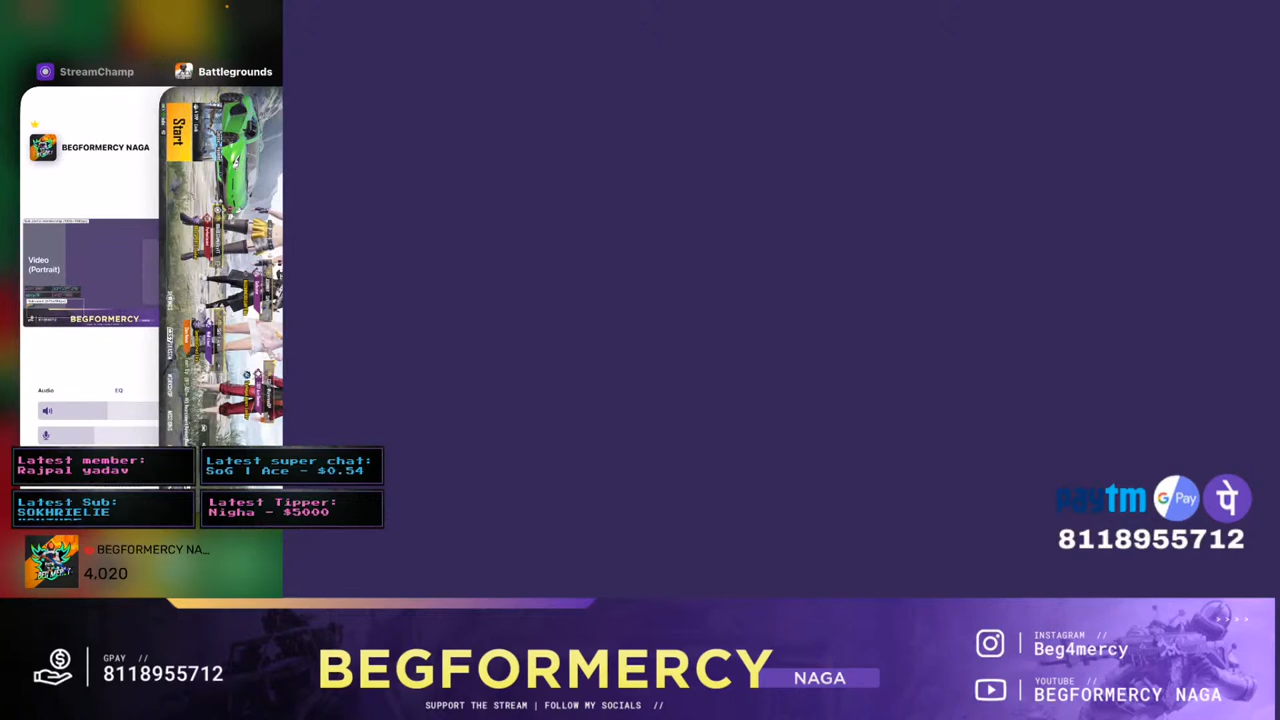 StreamChamp
Battlegrounds
BEGFORMERCY NAGA
Start
Video
(Portrait)
BEGFORMERCY
Audio
EQ
Latest member:
Rajpal yadav
Latest super chat:
SoG | Ace - $0.54
Latest Sub:
SOKHRIELIE
Latest Tipper:
Nigha - $5000
BEGFORMERCY NA...
4,020
paytm G Pay पे
8118955712
GPAY //
8118955712
BEGFORMERCY
NAGA
SUPPORT THE STREAM | FOLLOW MY SOCIALS //
> > > >
INSTAGRAM //
Beg4mercy
YOUTUBE //
BEGFORMERCY NAGA